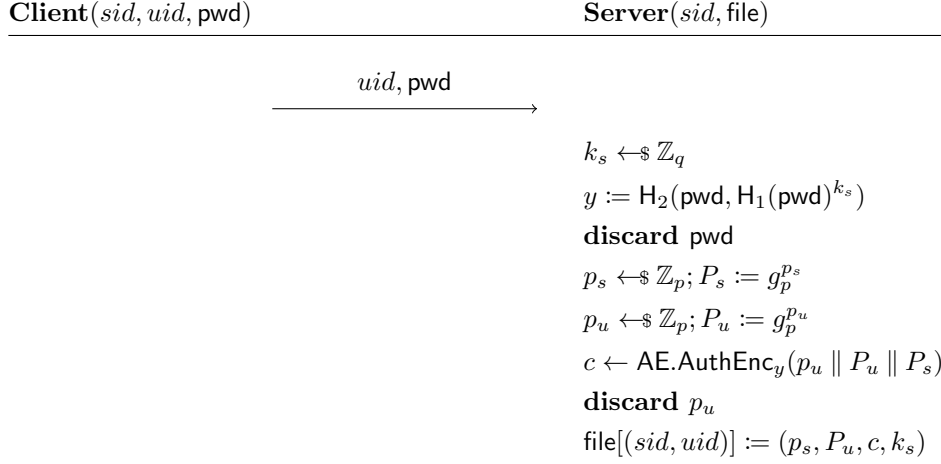 Client(sid, uid, pwd) Server(sid, file)
uid, pwd
k_s ←$ ℤ_q
y := H_2(pwd, H_1(pwd)^{k_s})
discard pwd
p_s ←$ ℤ_p; P_s := g_p^{p_s}
p_u ←$ ℤ_p; P_u := g_p^{p_u}
c ← AE.AuthEnc_y(p_u ∥ P_u ∥ P_s)
discard p_u
file[(sid, uid)] := (p_s, P_u, c, k_s)